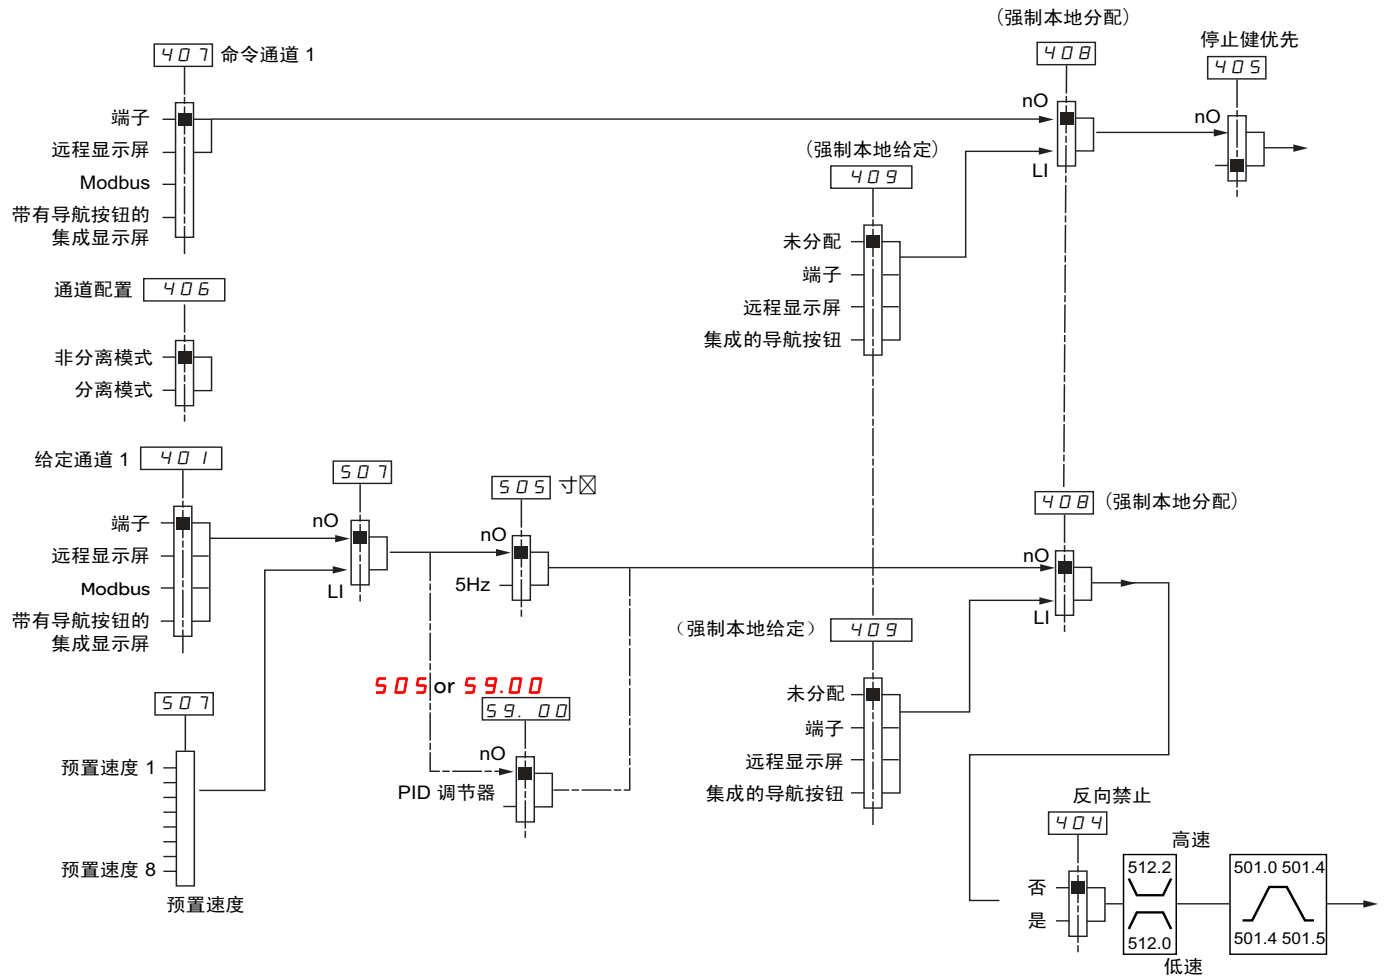 (强制本地分配)
408
停止健优先
405
407 命令通道 1
nO
LI
nO
端子
远程显示屏
Modbus
带有导航按钮的
集成显示屏
(强制本地给定)
409
未分配
端子
远程显示屏
集成的导航按钮
通道配置 406
非分离模式
分离模式
给定通道 1 401
端子
远程显示屏
Modbus
带有导航按钮的
集成显示屏
507
nO
LI
505 寸
nO
5Hz
408 (强制本地分配)
nO
LI
505 or 59.00
59. 00
nO
PID 调节器
(强制本地给定) 409
未分配
端子
远程显示屏
集成的导航按钮
507
预置速度 1
预置速度 8
预置速度
反向禁止
404
否
是
高速
512.2
512.0
低速
501.0 501.4
501.4 501.5